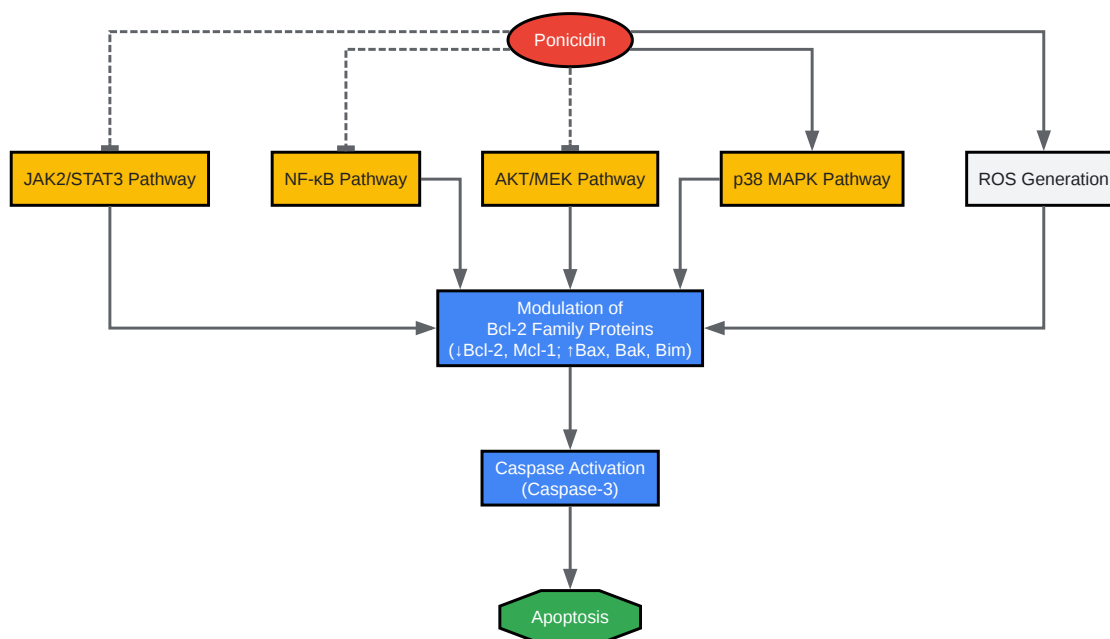 Ponicidin
JAK2/STAT3 Pathway
NF-κB Pathway
AKT/MEK Pathway
p38 MAPK Pathway
ROS Generation
Modulation of
Bcl-2 Family Proteins
(↓Bcl-2, Mcl-1; ↑Bax, Bak, Bim)
Caspase Activation
(Caspase-3)
Apoptosis